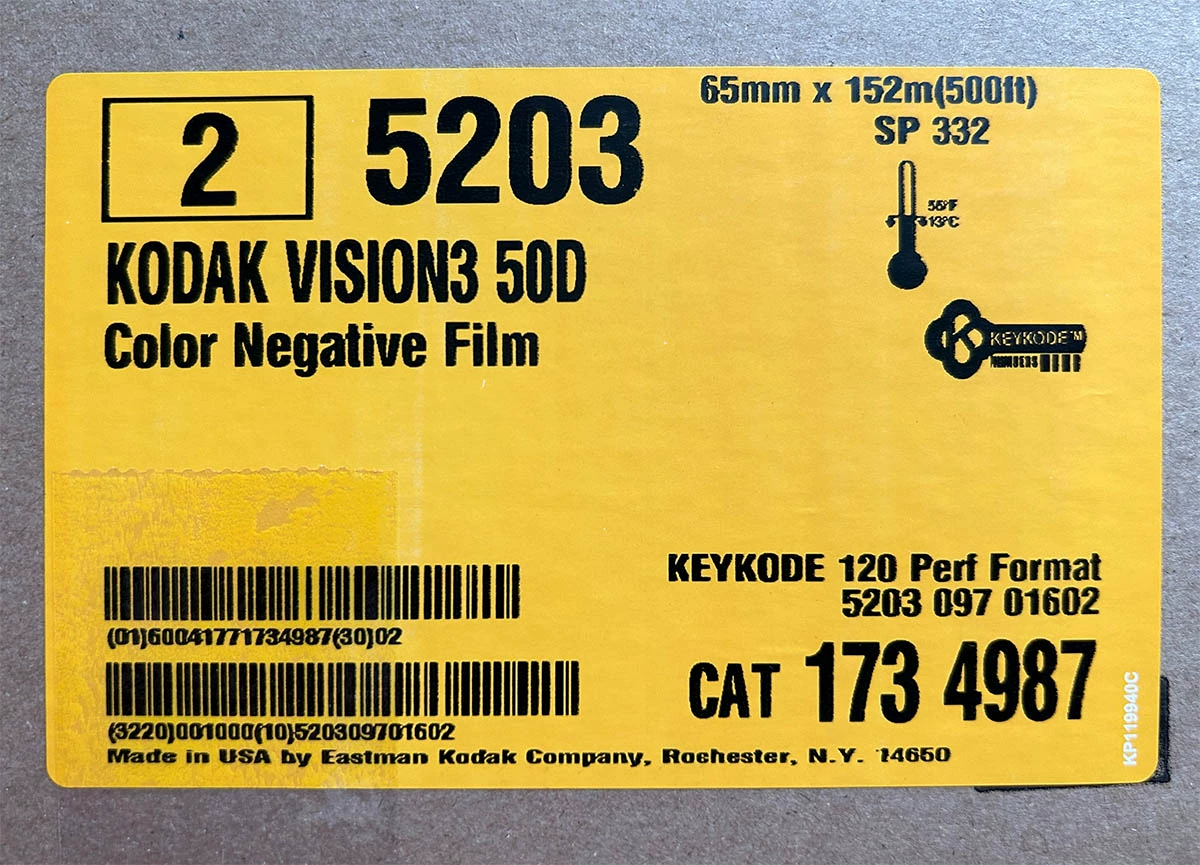 65mm x 152m(500ft)
SP 332
2 5203
55°F
13°C
KODAK VISION3 50D
Color Negative Film
KEYKODE™
NUMBERS
KEYKODE 120 Perf Format
5203 097 01602
(01)60041771734987(30)02
CAT 173 4987
(3220)001000(10)520309701602
Made in USA by Eastman Kodak Company, Rochester, N.Y. 14650
KP119940C